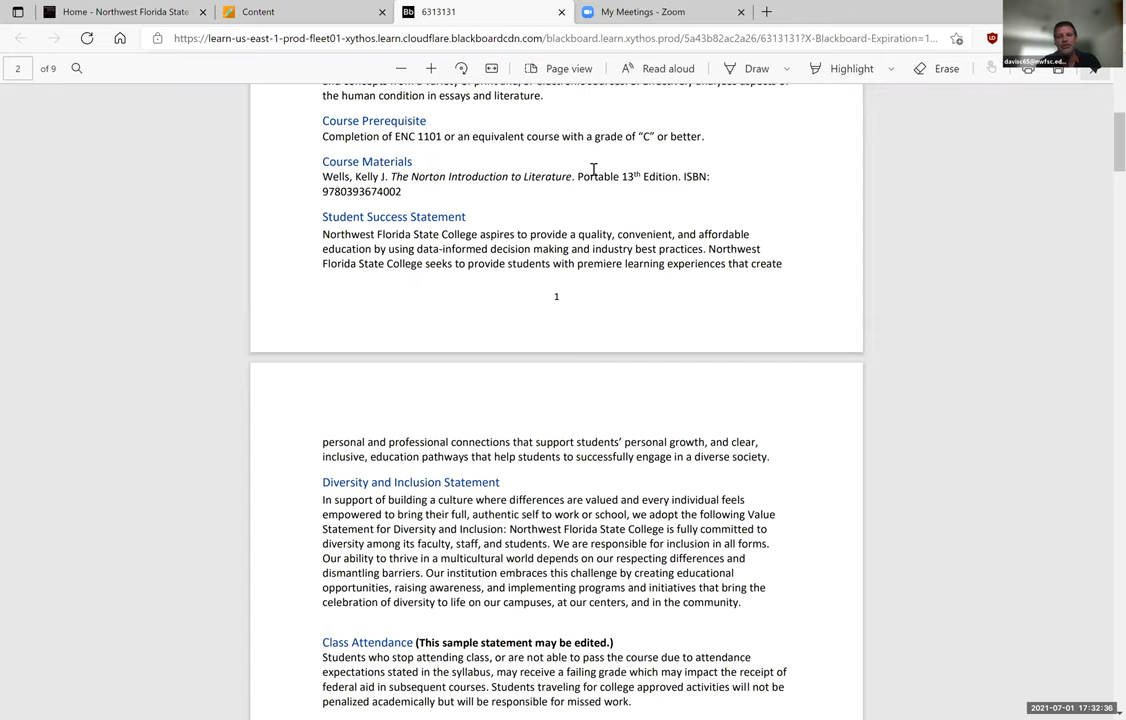 Home - Northwest Florida State
Content
Bb 6313131
My Meetings - Zoom
https://learn-us-east-1-prod-fleet01-xythos.learn.cloudflare.blackboardcdn.com/blackboard.learn.xythos.prod/5a43b82ac2a26/6313131?X-Blackboard-Expiration=1...
davisc65@nwfsc.ed...
2 of 9
Page view
Read aloud
Draw
Highlight
Erase
the human condition in essays and literature.
Course Prerequisite
Completion of ENC 1101 or an equivalent course with a grade of “C” or better.
Course Materials
Wells, Kelly J. The Norton Introduction to Literature. Portable 13th Edition. ISBN:
9780393674002
Student Success Statement
Northwest Florida State College aspires to provide a quality, convenient, and affordable
education by using data-informed decision making and industry best practices. Northwest
Florida State College seeks to provide students with premiere learning experiences that create
1
personal and professional connections that support students’ personal growth, and clear,
inclusive, education pathways that help students to successfully engage in a diverse society.
Diversity and Inclusion Statement
In support of building a culture where differences are valued and every individual feels
empowered to bring their full, authentic self to work or school, we adopt the following Value
Statement for Diversity and Inclusion: Northwest Florida State College is fully committed to
diversity among its faculty, staff, and students. We are responsible for inclusion in all forms.
Our ability to thrive in a multicultural world depends on our respecting differences and
dismantling barriers. Our institution embraces this challenge by creating educational
opportunities, raising awareness, and implementing programs and initiatives that bring the
celebration of diversity to life on our campuses, at our centers, and in the community.
Class Attendance (This sample statement may be edited.)
Students who stop attending class, or are not able to pass the course due to attendance
expectations stated in the syllabus, may receive a failing grade which may impact the receipt of
federal aid in subsequent courses. Students traveling for college approved activities will not be
penalized academically but will be responsible for missed work.
2021-07-01 17:32:36